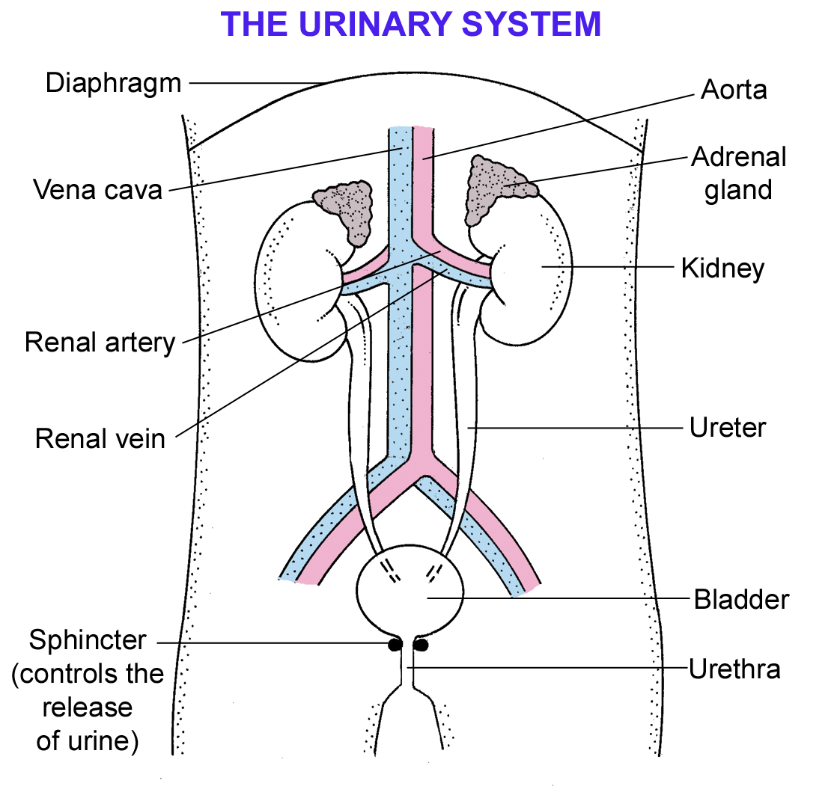 THE URINARY SYSTEM
Diaphragm
Aorta
Adrenal
gland
Vena cava
Kidney
Renal artery
Renal vein
Ureter
Bladder
Sphincter
(controls the
release
of urine)
Urethra